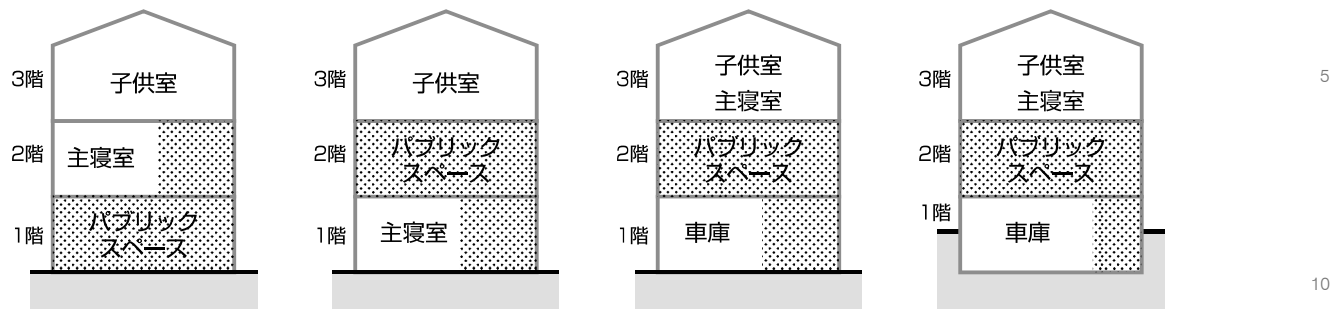 3階
子供室
2階
主寝室
1階
パブリック
スペース
3階
子供室
2階
パブリック
スペース
1階
主寝室
3階
子供室
主寝室
2階
パブリック
スペース
1階
車庫
3階
子供室
主寝室
2階
パブリック
スペース
1階
車庫
5
10